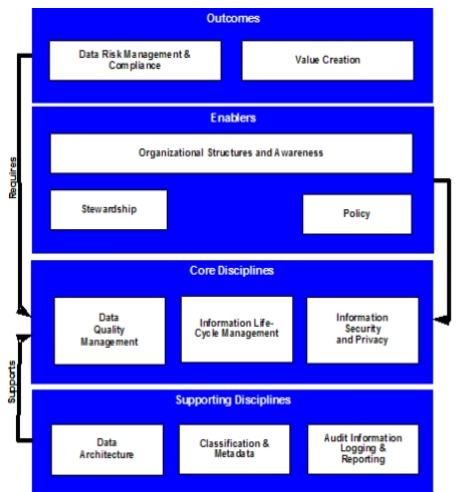 Outcomes
Data Risk Management &
Compliance
Value Creation
Enablers
Organizational Structures and Awareness
Stewardship
Policy
Requires
Core Disciplines
Data
Quality
Management
Information Life-
Cycle Management
Information
Security
and Privacy
Supports
Supporting Disciplines
Data
Architecture
Classification &
Metadata
Audit Information
Logging &
Reporting